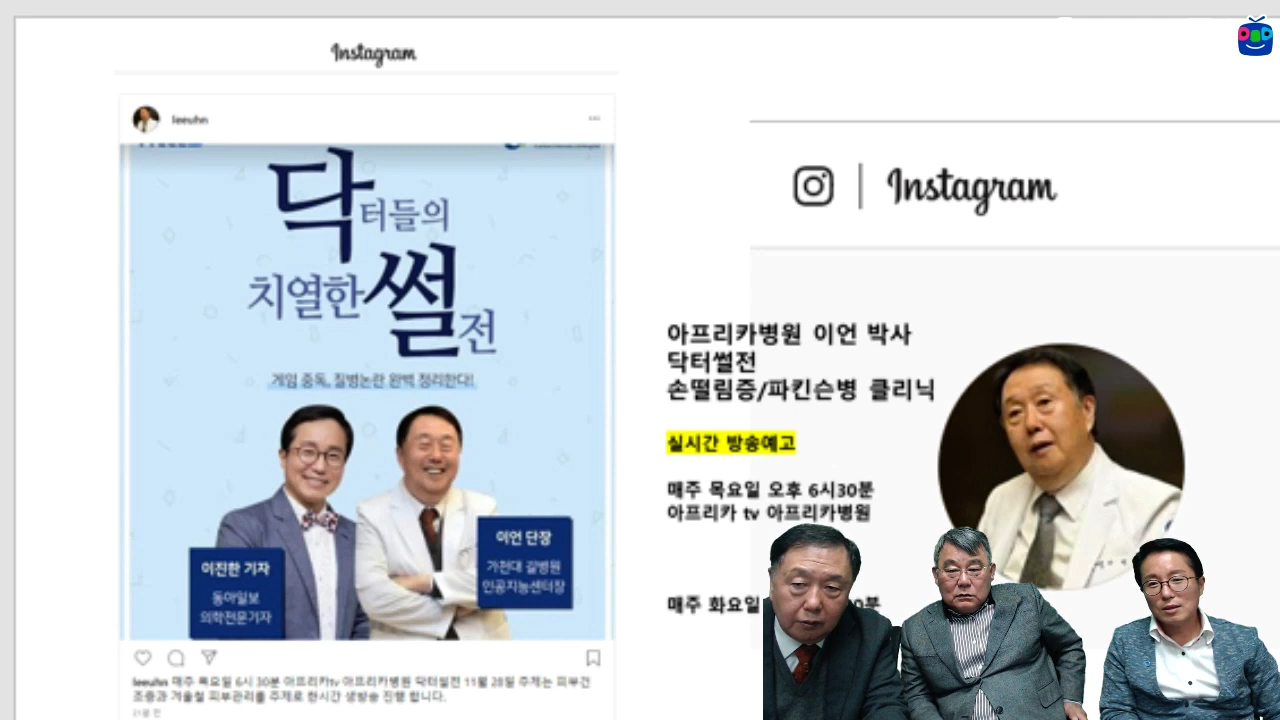 Instagram
leeuhn
닥터들의
치열한 썰전
게임 중독, 질병논란 완벽 정리한다!
이진한 기자
동아일보
의학전문기자
이언 단장
가천대 길병원
인공지능센터장
leeuhn 매주 목요일 6시 30분 아프리카tv 아프리카병원 닥터썰전 11월 28일 주제는 피부건
조증과 겨울철 피부관리를 주제로 한시간 생방송 진행 합니다.
Instagram
아프리카병원 이언 박사
닥터썰전
손떨림증/파킨슨병 클리닉
실시간 방송예고
매주 목요일 오후 6시30분
아프리카 tv 아프리카병원
매주 화요일